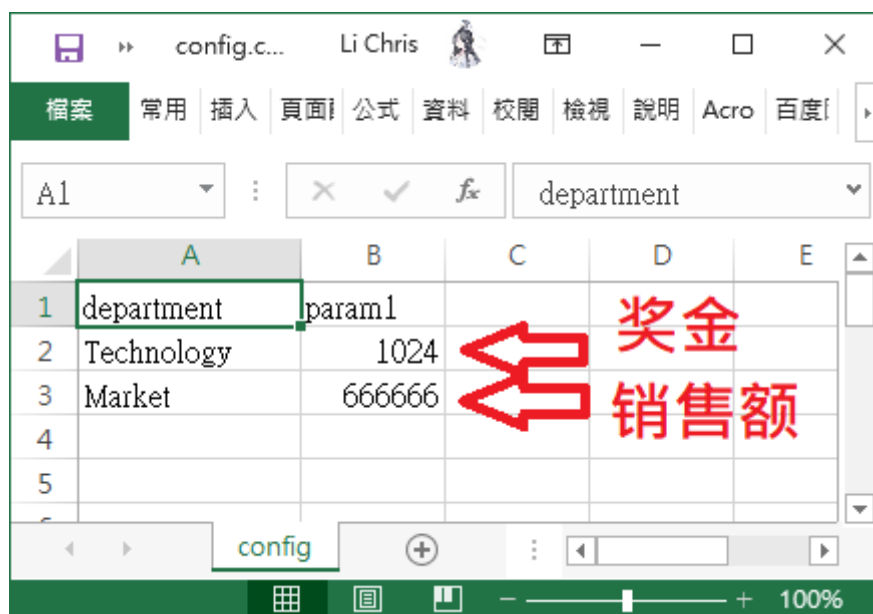 config.c... Li Chris
檔案 常用 插入 頁面 公式 資料 校閱 檢視 說明 Acro 百度
A1 fx department
A B C D E
1 department param1
2 Technology 1024 奖金
3 Market 666666 销售额
4
5
config
100%